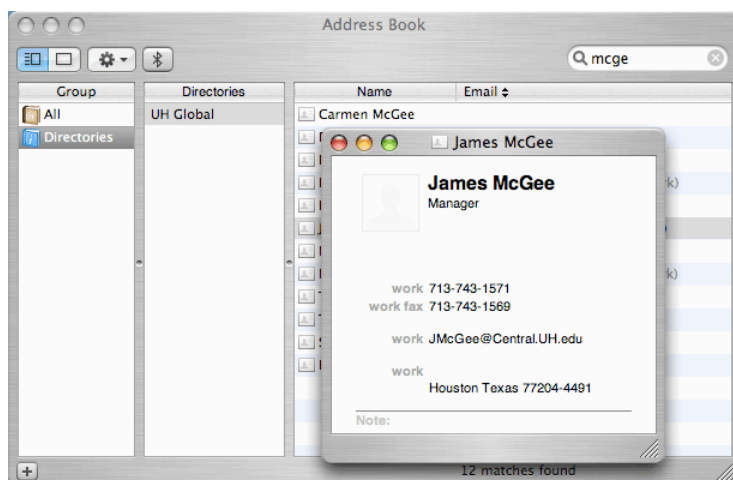 Address Book
mcge
Group
Directories
Name
Email
All
UH Global
Carmen McGee
Directories
James McGee
James McGee
Manager
work 713-743-1571
work fax 713-743-1569
work JMcGee@Central.UH.edu
work
Houston Texas 77204-4491
Note:
12 matches found